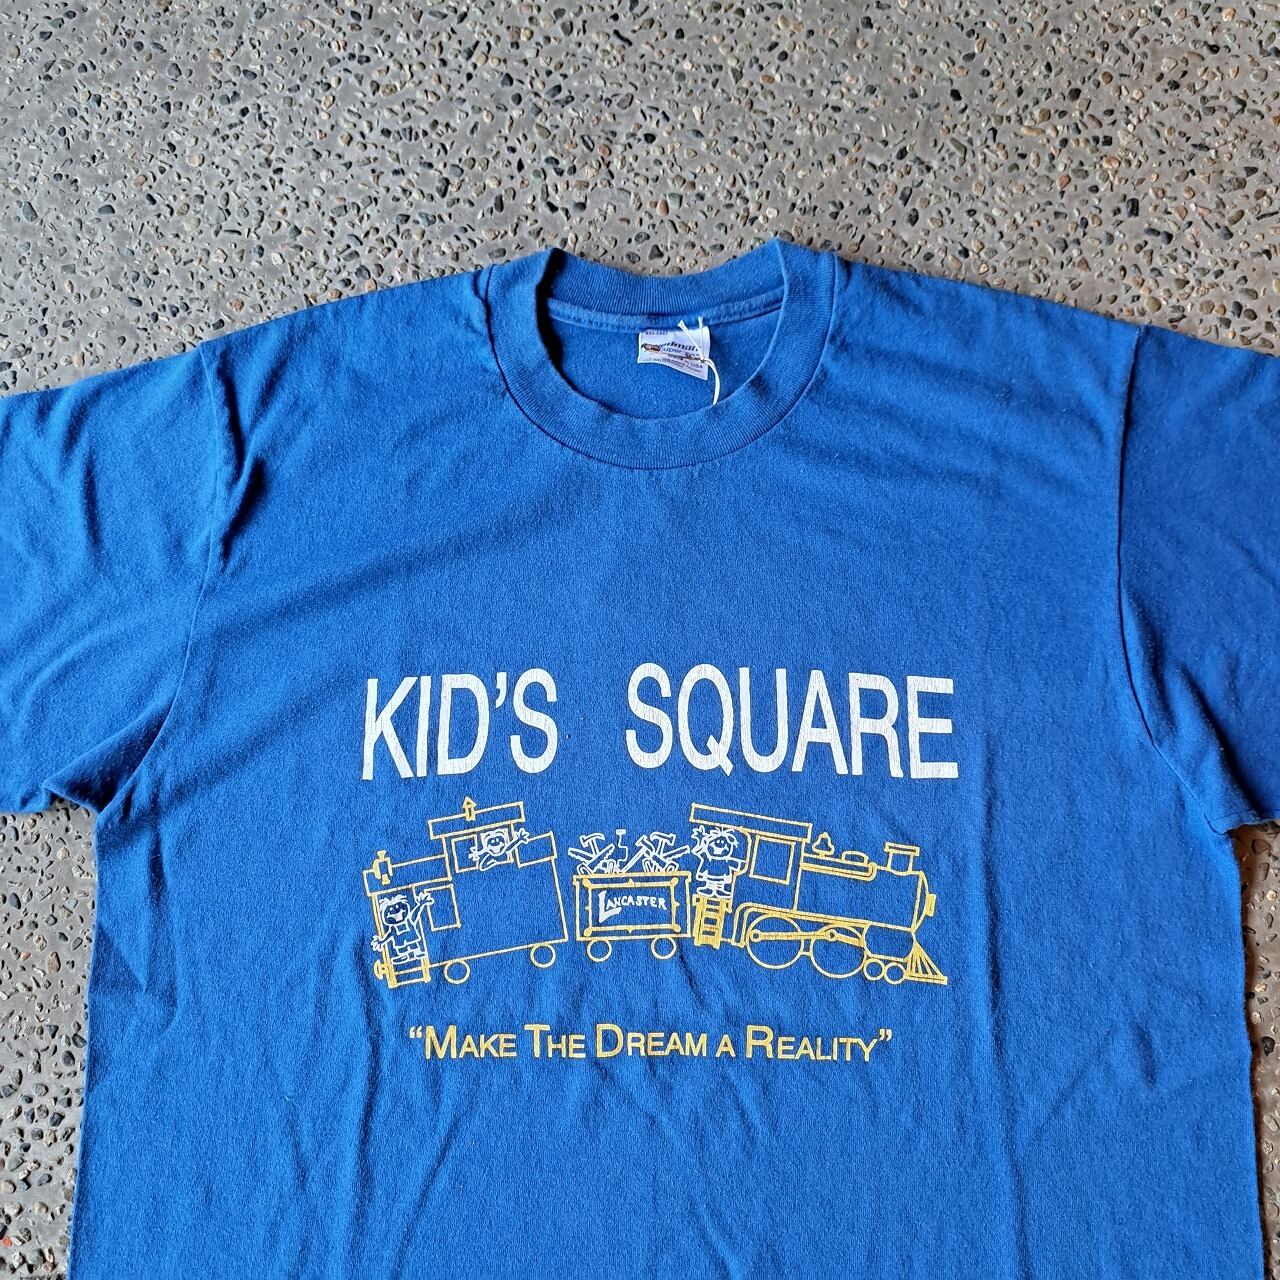 KID'S SQUARE
LANCASTER
“MAKE THE DREAM A REALITY”